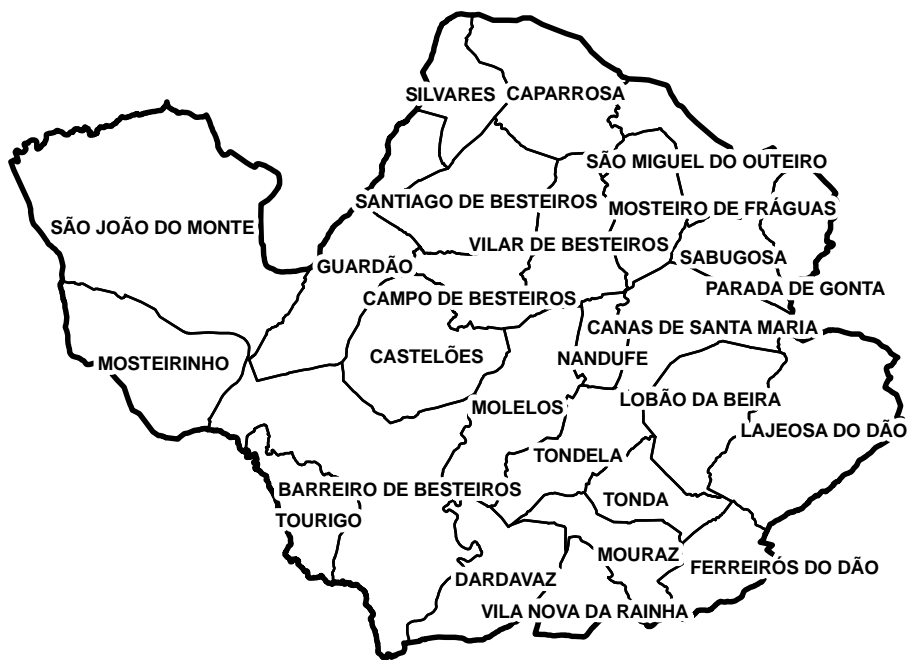 SILVARES
CAPARROSA
SÃO MIGUEL DO OUTEIRO
SANTIAGO DE BESTEIROS
MOSTEIRO DE FRÁGUAS
SÃO JOÃO DO MONTE
VILAR DE BESTEIROS
SABUGOSA
GUARDÃO
PARADA DE GONTA
CAMPO DE BESTEIROS
CANAS DE SANTA MARIA
CASTELÕES
NANDUFE
MOSTEIRINHO
LOBÃO DA BEIRA
MOLELOS
LAJEOSA DO DÃO
TONDELA
BARREIRO DE BESTEIROS
TONDA
TOURIGO
MOURAZ
FERREIRÓS DO DÃO
DARDAVAZ
VILA NOVA DA RAINHA